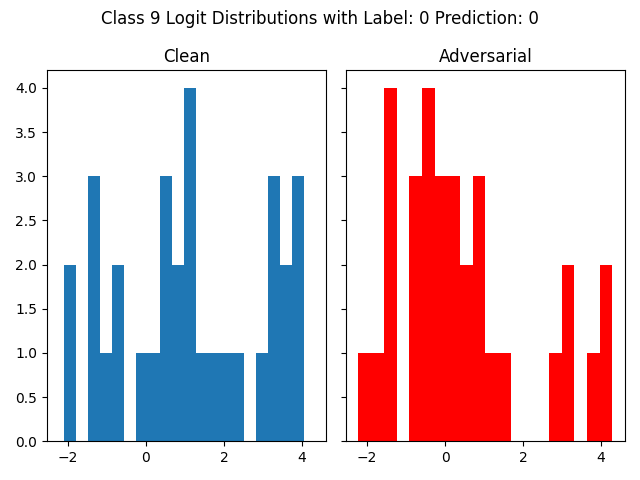 Class 9 Logit Distributions with Label: 0 Prediction: 0
Clean
Adversarial
4.0
3.5
3.0
2.5
2.0
1.5
1.0
0.5
0.0
−2 0 2 4
−2 0 2 4